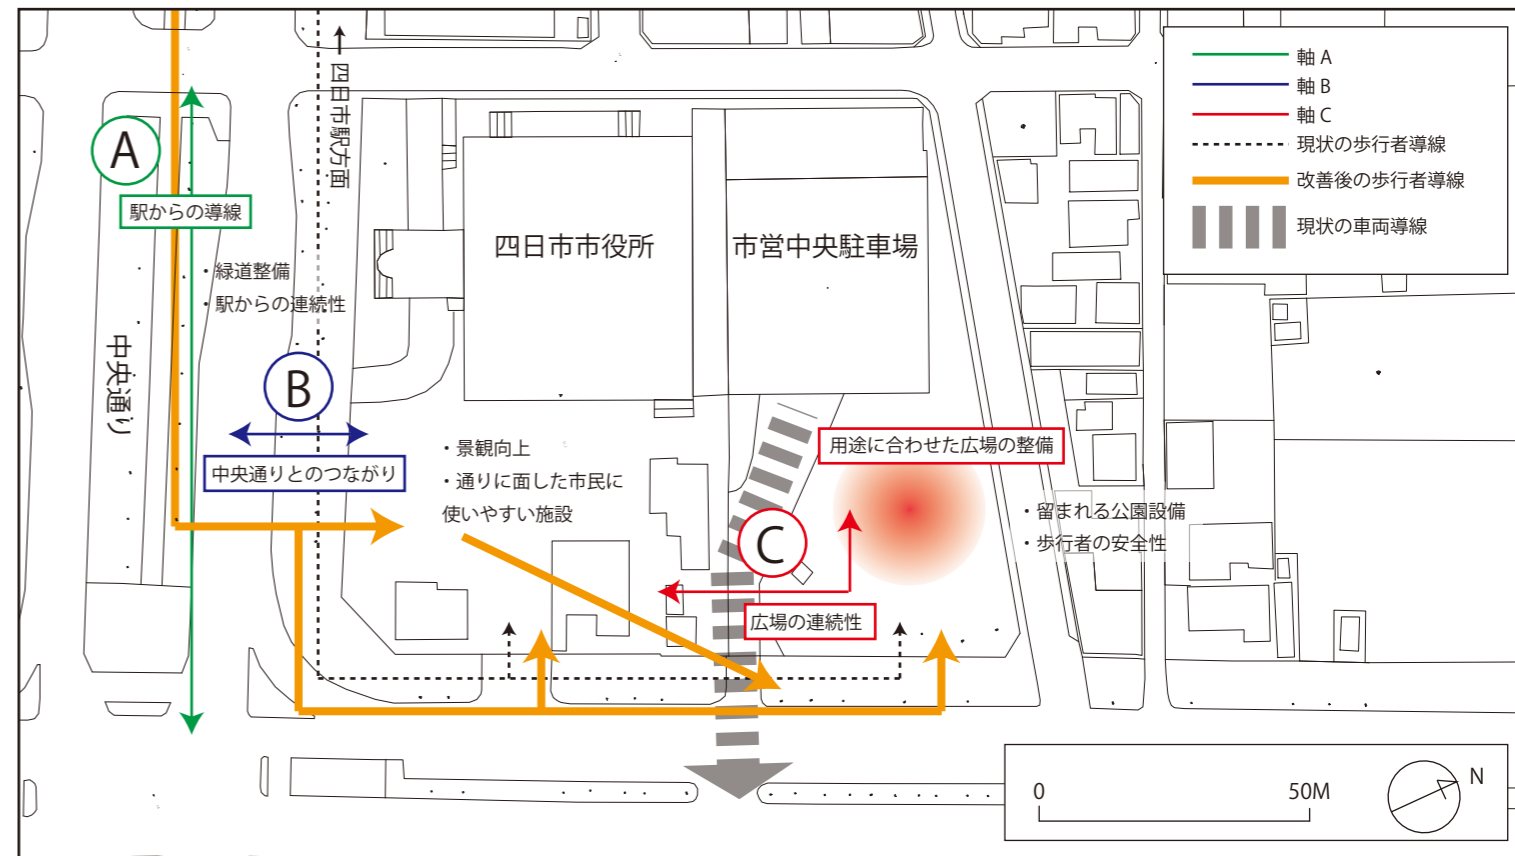 四日市駅方面
A
駅からの導線
・緑道整備
・駅からの連続性
中央通り
B
中央通りとのつながり
四日市市役所
市営中央駐車場
・景観向上
・通りに面した市民に
使いやすい施設
用途に合わせた広場の整備
C
広場の連続性
・留まれる公園設備
・歩行者の安全性
軸 A
軸 B
軸 C
現状の歩行者導線
改善後の歩行者導線
現状の車両導線
0
50M
N